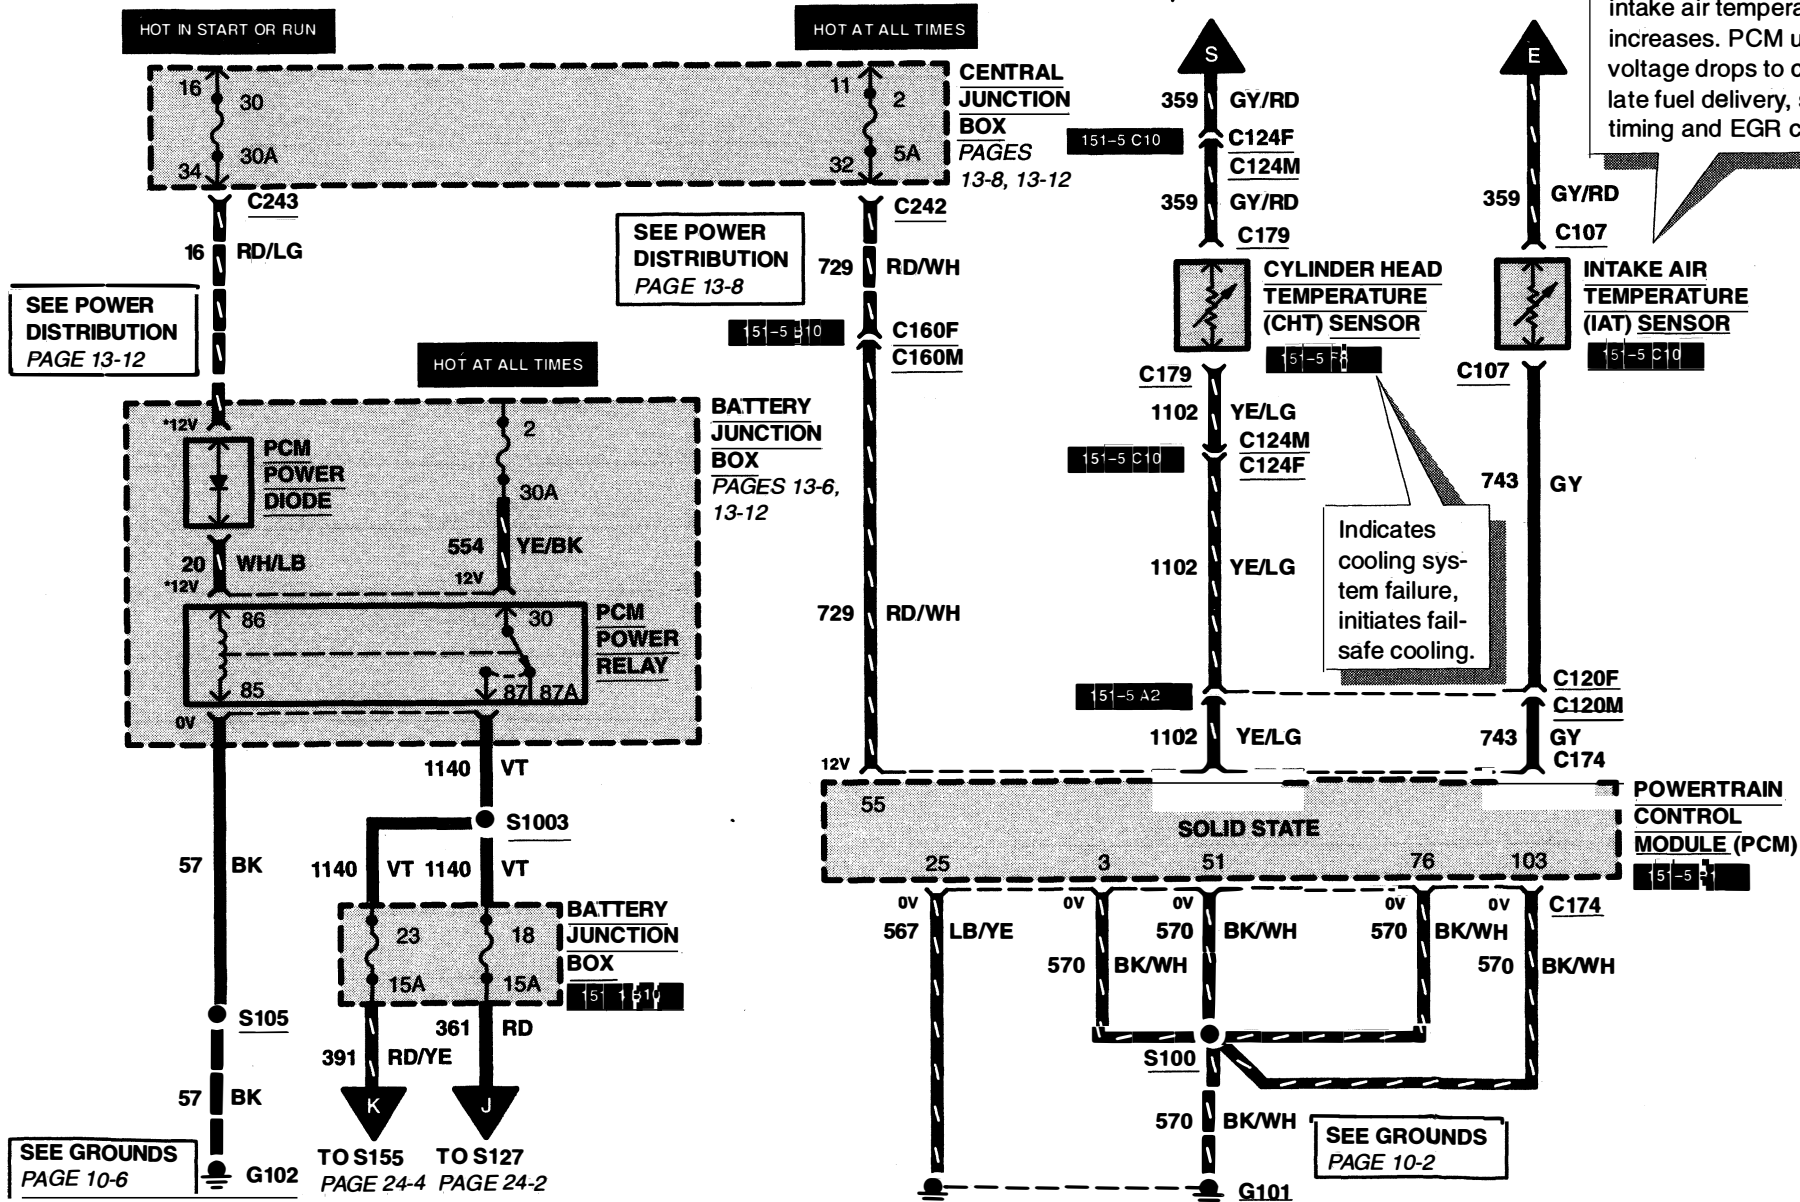 HOT IN START OR RUN
HOT AT ALL TIMES
16
30
30A
34
11
2
5A
32
CENTRAL
JUNCTION
BOX
PAGES
13-8, 13-12
C243
16 RD/LG
SEE POWER
DISTRIBUTION
PAGE 13-12
C242
SEE POWER
DISTRIBUTION
PAGE 13-8
729 RD/WH
151-5 B10
C160F
C160M
729 RD/WH
HOT AT ALL TIMES
*12V
PCM
POWER
DIODE
2
30A
BATTERY
JUNCTION
BOX
PAGES 13-6,
13-12
20 WH/LB
*12V
554 YE/BK
12V
86
30
85
87
87A
PCM
POWER
RELAY
0V
1140 VT
S1003
57 BK
1140 VT
1140 VT
23
15A
18
15A
BATTERY
JUNCTION
BOX
S105
361 RD
391 RD/YE
57 BK
K
J
SEE GROUNDS
PAGE 10-6
G102
TO S155
PAGE 24-4
TO S127
PAGE 24-2
S
359 GY/RD
151-5 C10
C124F
C124M
359 GY/RD
C179
CYLINDER HEAD
TEMPERATURE
(CHT) SENSOR
C179
1102 YE/LG
151-5 C10
C124M
C124F
1102 YE/LG
Indicates
cooling sys-
tem failure,
initiates fail-
safe cooling.
E
intake air tempera
increases. PCM u
voltage drops to c
late fuel delivery, s
timing and EGR c
359 GY/RD
C107
INTAKE AIR
TEMPERATURE
(IAT) SENSOR
151-5 C10
C107
743 GY
151-5 A2
C120F
C120M
1102 YE/LG
743 GY
C174
12V
55
SOLID STATE
25
3
51
76
103
POWERTRAIN
CONTROL
MODULE (PCM)
0V
0V
0V
0V
C174
567 LB/YE
570 BK/WH
570 BK/WH
570 BK/WH
570 BK/WH
S100
570 BK/WH
SEE GROUNDS
PAGE 10-2
G101